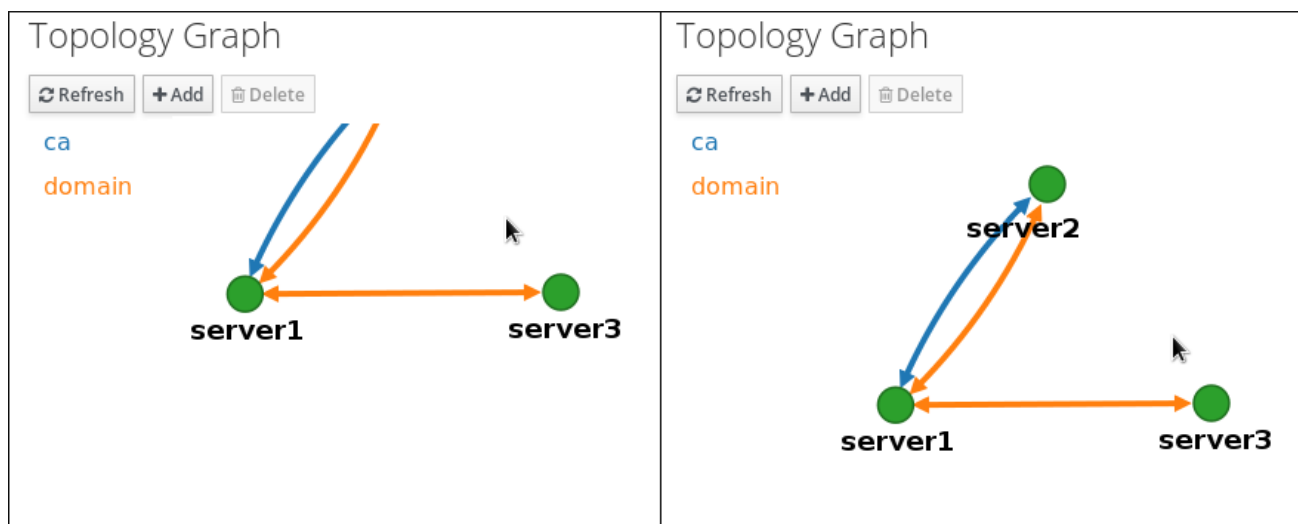 Topology Graph
Refresh Add Delete
ca
domain
server1 server3
Topology Graph
Refresh Add Delete
ca
domain
server2
server1 server3